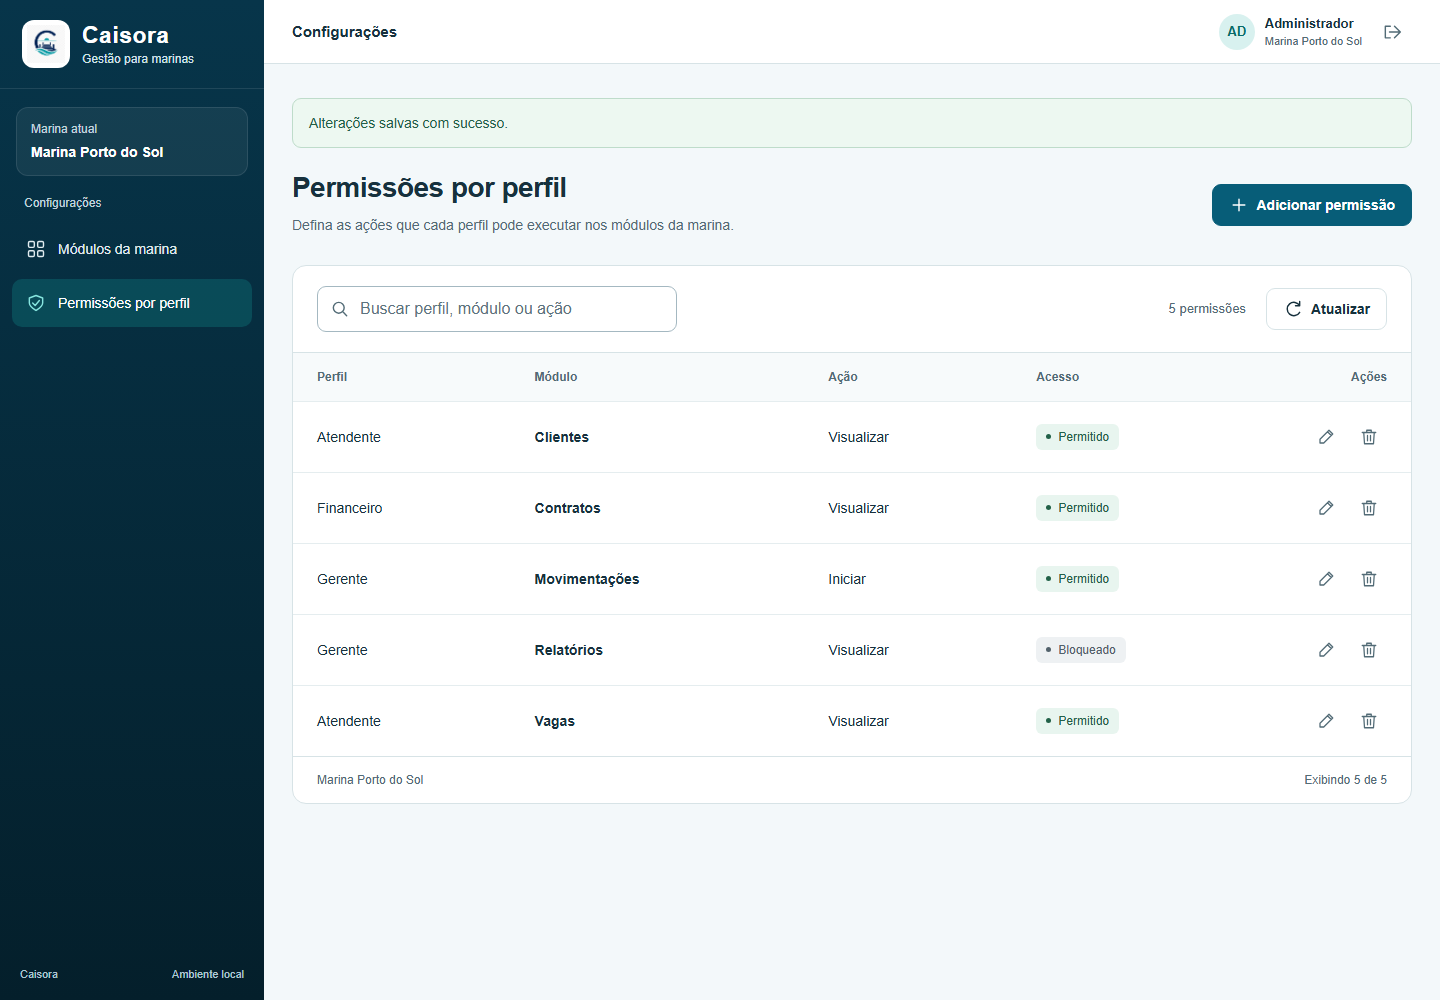 Caisora
Gestão para marinas
Marina atual
Marina Porto do Sol
Configurações
Módulos da marina
Permissões por perfil
Caisora
Ambiente local
Configurações
AD
Administrador
Marina Porto do Sol
Alterações salvas com sucesso.
Permissões por perfil
Defina as ações que cada perfil pode executar nos módulos da marina.
Adicionar permissão
Buscar perfil, módulo ou ação
5 permissões
Atualizar
Perfil Módulo Ação Acesso Ações
Atendente Clientes Visualizar Permitido
Financeiro Contratos Visualizar Permitido
Gerente Movimentações Iniciar Permitido
Gerente Relatórios Visualizar Bloqueado
Atendente Vagas Visualizar Permitido
Marina Porto do Sol
Exibindo 5 de 5